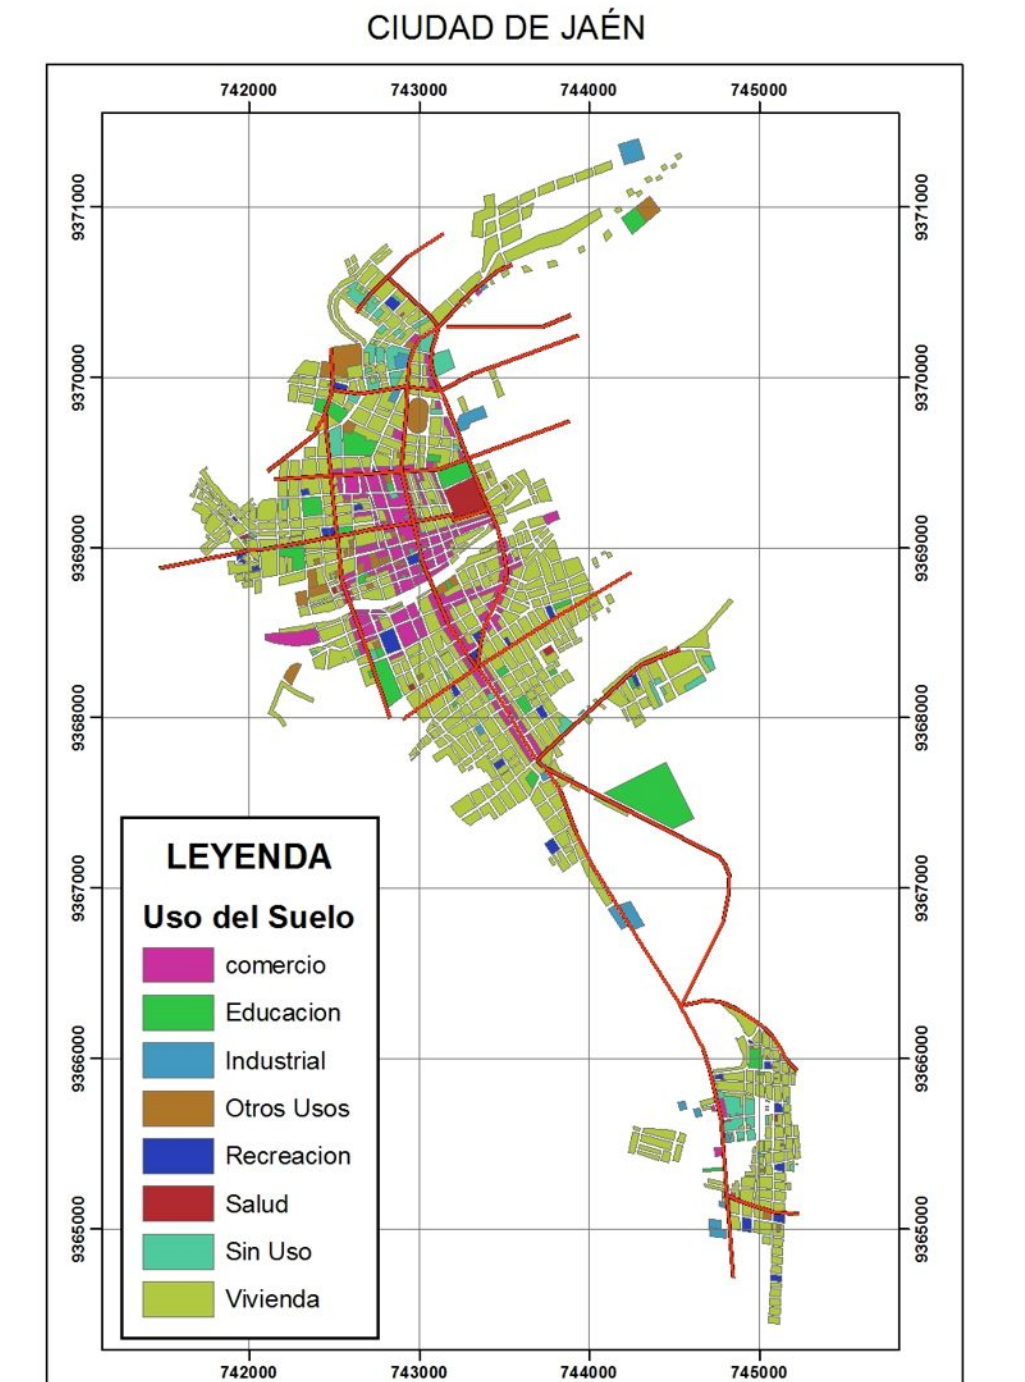 CIUDAD DE JAÉN
742000 743000 744000 745000
9371000 9371000
9370000 9370000
9369000 9369000
9368000 9368000
9367000 9367000
9366000 9366000
9365000 9365000
LEYENDA
Uso del Suelo
comercio
Educacion
Industrial
Otros Usos
Recreacion
Salud
Sin Uso
Vivienda
742000 743000 744000 745000